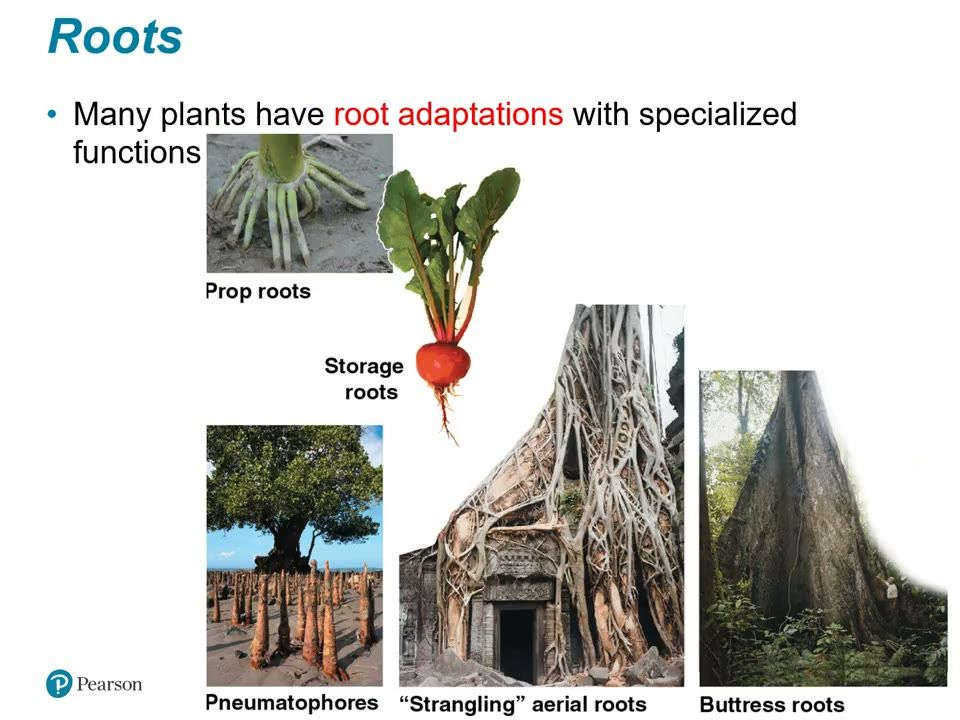 Roots
• Many plants have root adaptations with specialized
functions
Prop roots
Storage
roots
Pneumatophores
“Strangling” aerial roots
Buttress roots
P Pearson